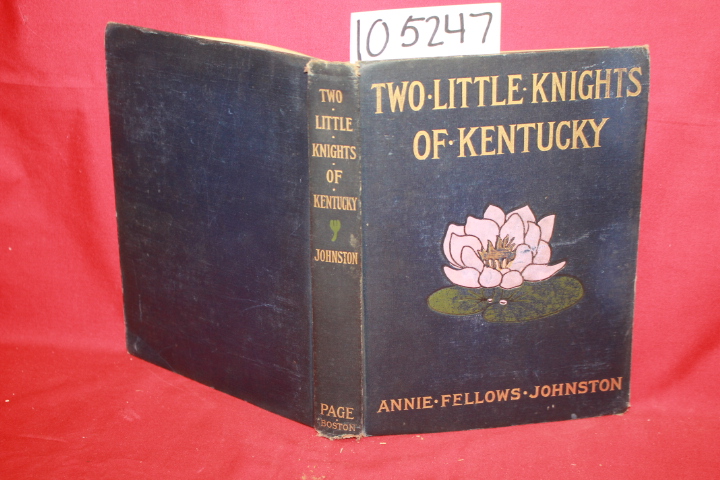 105247
TWO
LITTLE
KNIGHTS
OF
KENTUCKY
JOHNSTON
PAGE
BOSTON
TWO·LITTLE·KNIGHTS
OF·KENTUCKY
ANNIE·FELLOWS·JOHNSTON